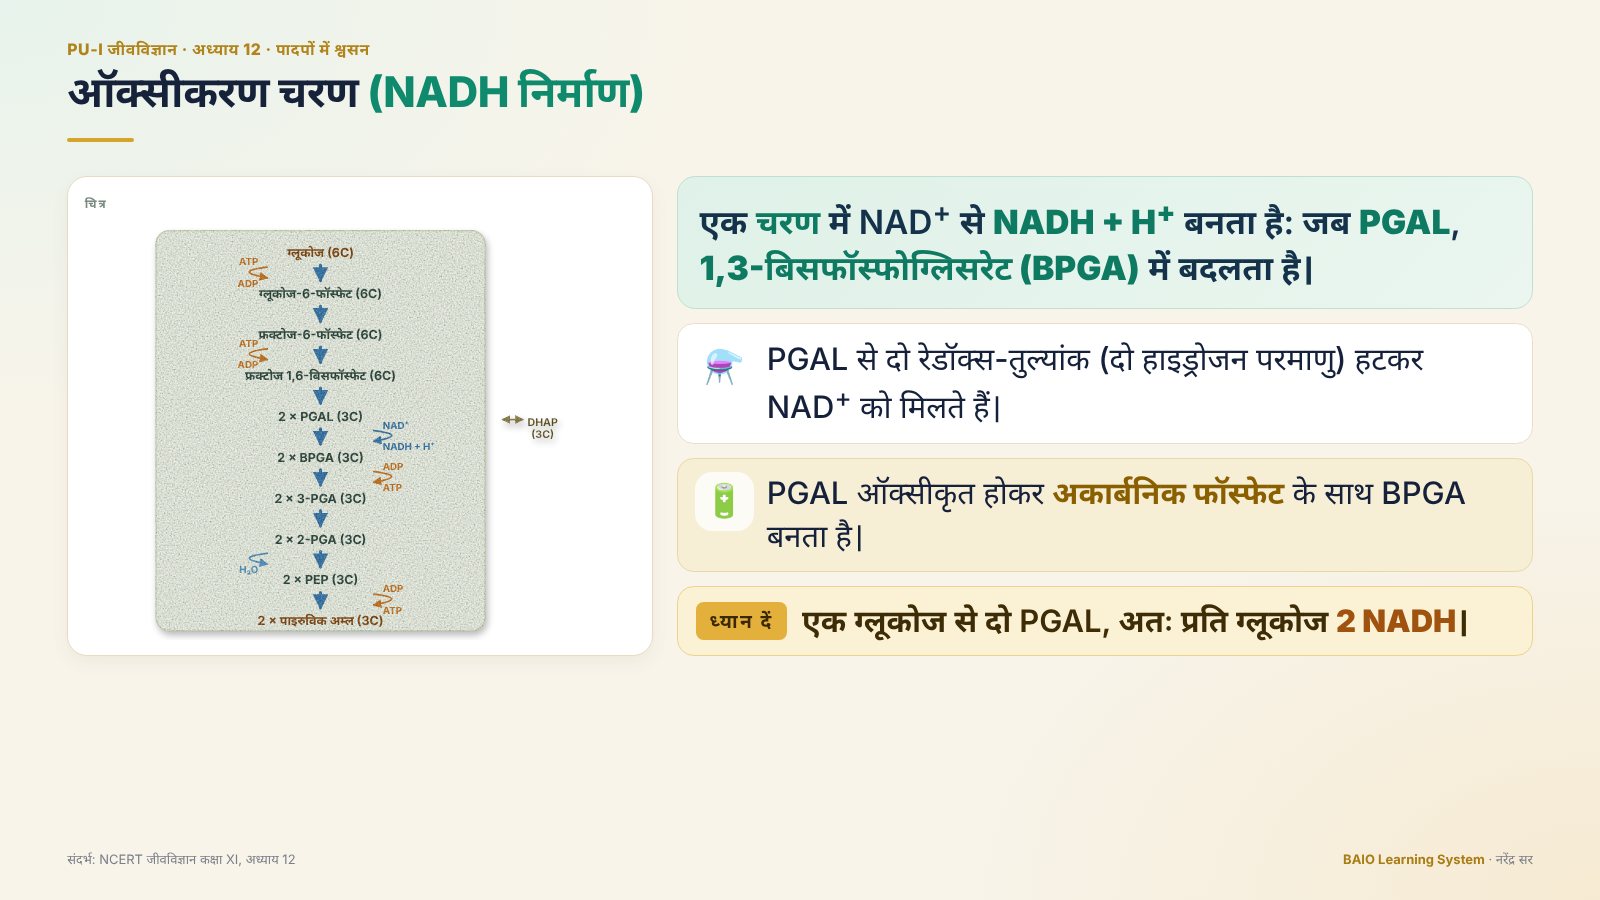 PU-I जीवविज्ञान · अध्याय 12 · पादपों में श्वसन
ऑक्सीकरण चरण (NADH निर्माण)
चित्र
ग्लूकोज (6C)
ATP
ADP
ग्लूकोज-6-फॉस्फेट (6C)
फ्रक्टोज-6-फॉस्फेट (6C)
ATP
ADP
फ्रक्टोज 1,6-बिसफॉस्फेट (6C)
2 × PGAL (3C)
DHAP
(3C)
NAD⁺
NADH + H⁺
2 × BPGA (3C)
ADP
ATP
2 × 3-PGA (3C)
2 × 2-PGA (3C)
H₂O
2 × PEP (3C)
ADP
ATP
2 × पाइरुविक अम्ल (3C)
एक चरण में NAD⁺ से NADH + H⁺ बनता है: जब PGAL,
1,3-बिसफॉस्फोग्लिसरेट (BPGA) में बदलता है|
PGAL से दो रेडॉक्स-तुल्यांक (दो हाइड्रोजन परमाणु) हटकर
NAD⁺ को मिलते हैं|
PGAL ऑक्सीकृत होकर अकार्बनिक फॉस्फेट के साथ BPGA
बनता है|
ध्यान दें एक ग्लूकोज से दो PGAL, अतः प्रति ग्लूकोज 2 NADH|
संदर्भ: NCERT जीवविज्ञान कक्षा XI, अध्याय 12
BAIO Learning System · नरेंद्र सर